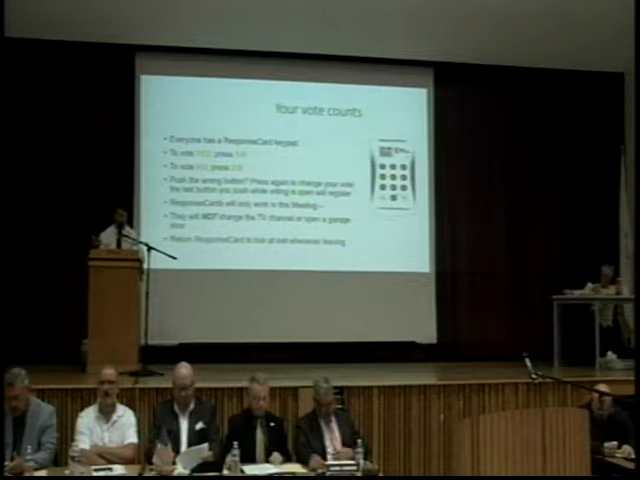 Your vote counts
• Everyone has a ResponseCard keypad
• To vote YES, press 1/A
• To vote NO, press 2/B
• Push the wrong button? Press again to change your vote;
the last button you push while voting is open will register
• ResponseCards will only work in this Meeting –
• They will NOT change the TV channel or open a garage
door
• Return ResponseCard to box at exit whenever leaving